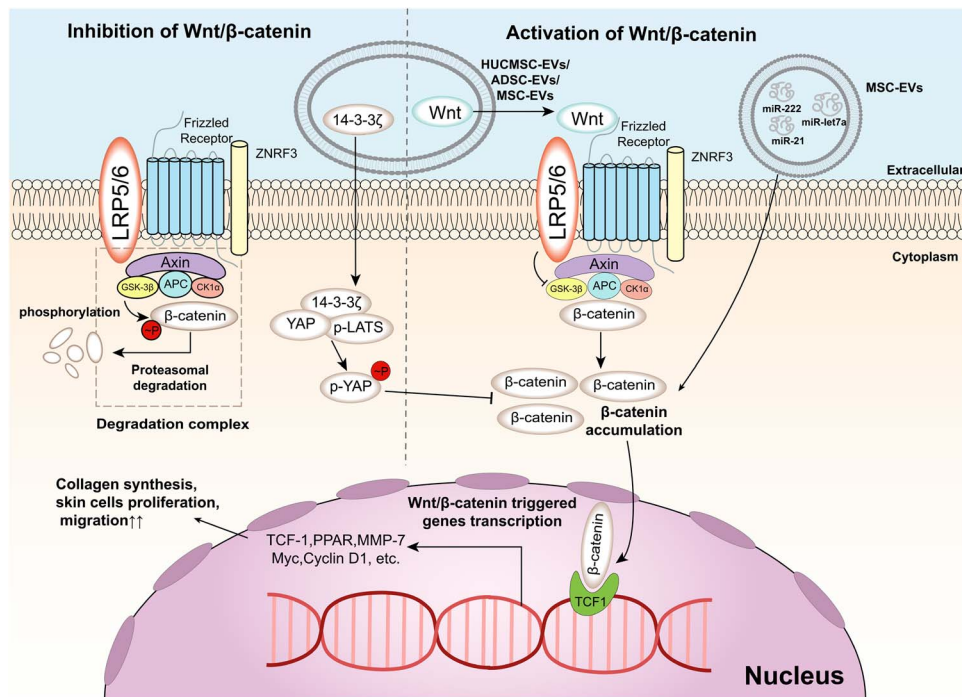 Inhibition of Wnt/β-catenin
Activation of Wnt/β-catenin
HUCMSC-EVs/
ADSC-EVs/
MSC-EVs
14-3-3ζ
Wnt
Wnt
miR-222
miR-let7a
miR-21
MSC-EVs
Frizzled
Receptor
ZNRF3
LRP5/6
Frizzled
Receptor
ZNRF3
LRP5/6
Extracellular
Cytoplasm
Axin
GSK-3β
APC
CK1α
β-catenin
phosphorylation
~P
Proteasomal
degradation
Degradation complex
14-3-3ζ
YAP
p-LATS
p-YAP
~P
Axin
GSK-3β
APC
CK1α
β-catenin
β-catenin
β-catenin
β-catenin
β-catenin
accumulation
Collagen synthesis,
skin cells proliferation,
migration↑↑
Wnt/β-catenin triggered
genes transcription
TCF-1,PPAR,MMP-7
Myc,Cyclin D1, etc.
β-catenin
TCF1
Nucleus